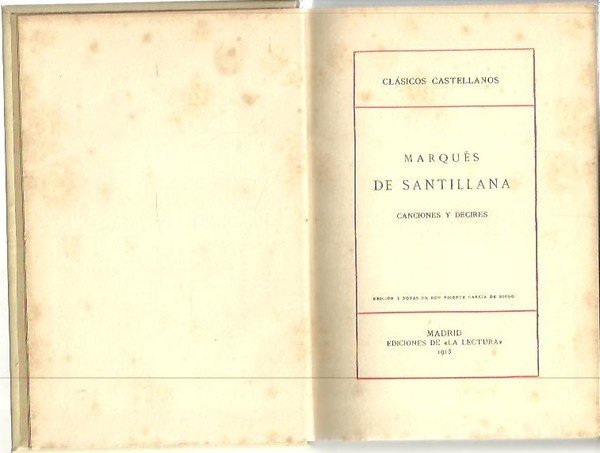 CLÁSICOS CASTELLANOS
MARQUÉS
DE SANTILLANA
CANCIONES Y DECIRES
EDICIÓN Y NOTAS DE DON VICENTE GARCÍA DE DIEGO
MADRID
EDICIONES DE «LA LECTURA»
1913